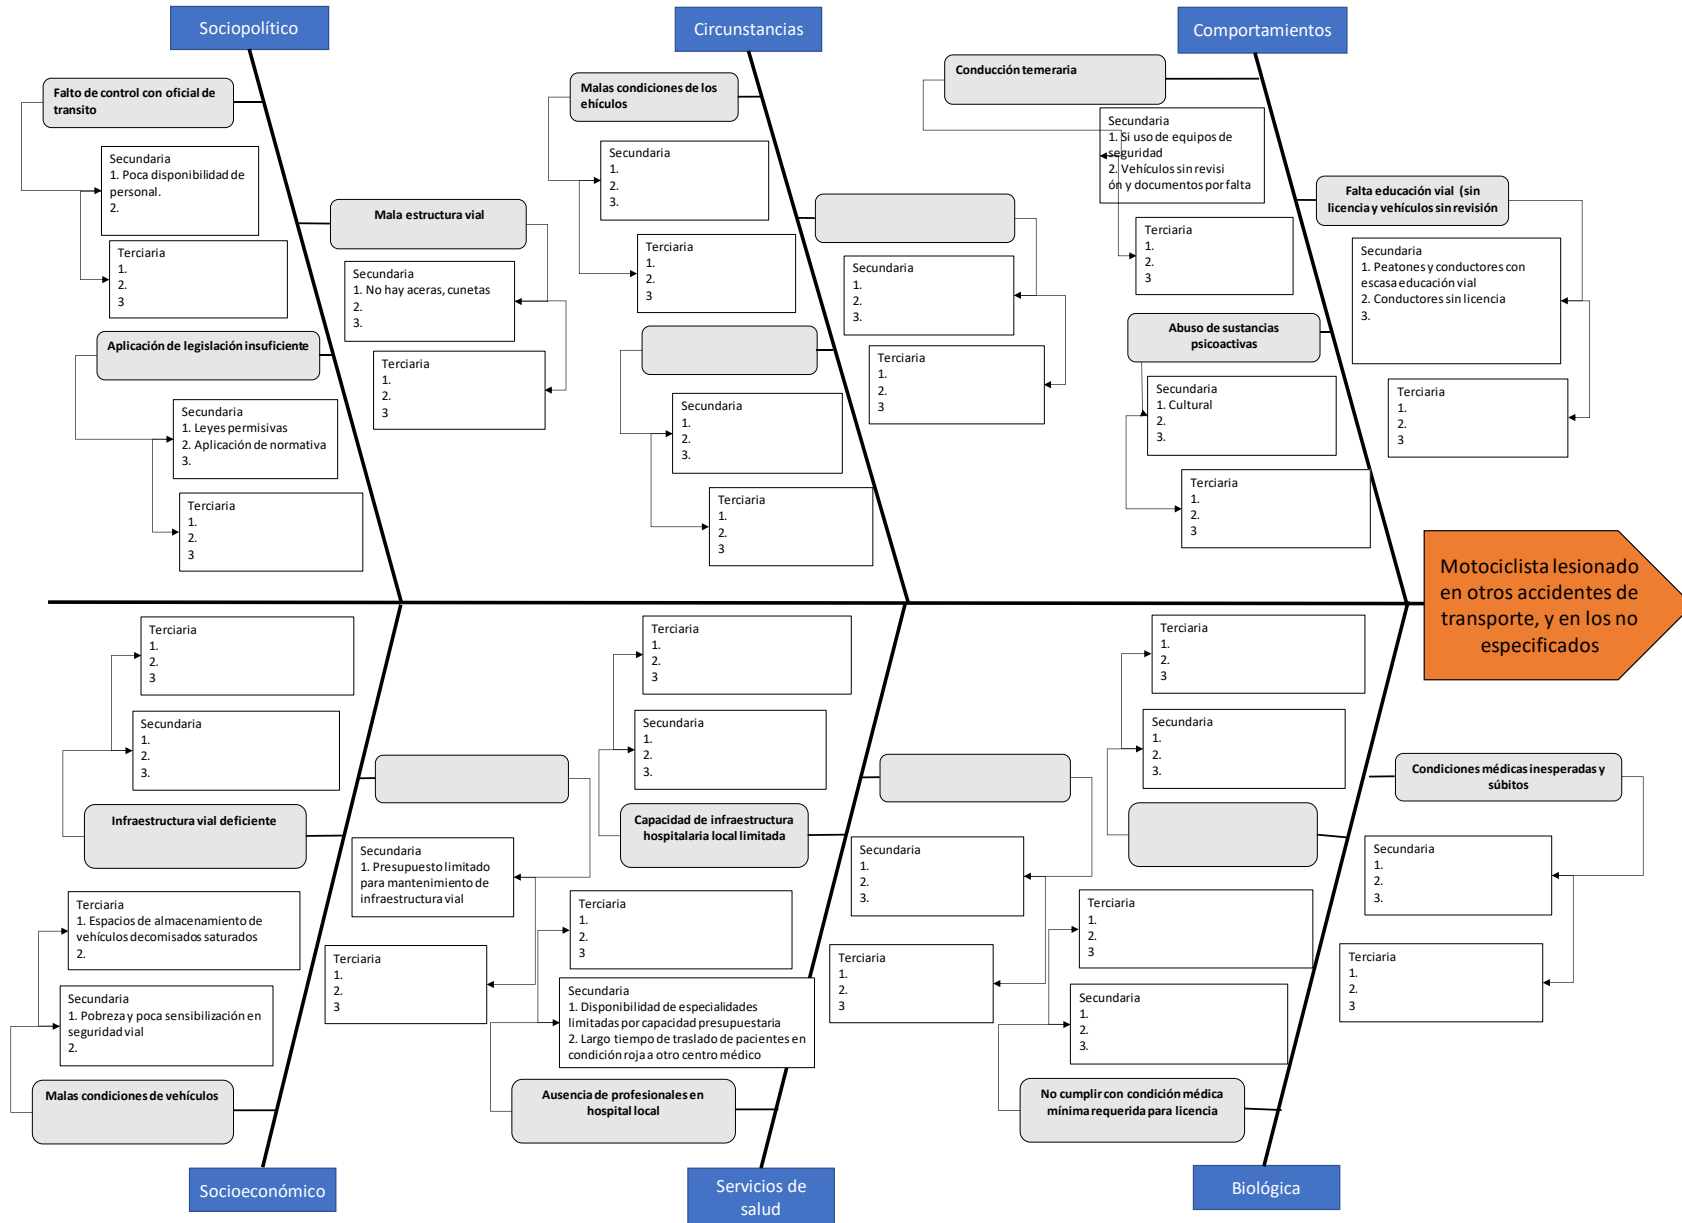 Sociopolítico
Circunstancias
Comportamientos
Falto de control con oficial de
transito
Secundaria
1. Poca disponibilidad de
personal.
2.
Terciaria
1.
2.
3
Mala estructura vial
Secundaria
1. No hay aceras, cunetas
2.
3.
Terciaria
1.
2.
3
Aplicación de legislación insuficiente
Secundaria
1. Leyes permisivas
2. Aplicación de normativa
3.
Terciaria
1.
2.
3
Malas condiciones de los
ehículos
Secundaria
1.
2.
3.
Terciaria
1.
2.
3
Secundaria
1.
2.
3.
Terciaria
1.
2.
3
Secundaria
1.
2.
3.
Terciaria
1.
2.
3
Conducción temeraria
Secundaria
1. Si uso de equipos de
seguridad
2. Vehículos sin revisi
ón y documentos por falta
Terciaria
1.
2.
3
Falta educación vial (sin
licencia y vehículos sin revisión
Secundaria
1. Peatones y conductores con
escasa educación vial
2. Conductores sin licencia
3.
Terciaria
1.
2.
3
Abuso de sustancias
psicoactivas
Secundaria
1. Cultural
2.
3.
Terciaria
1.
2.
3
Motociclista lesionado
en otros accidentes de
transporte, y en los no
especificados
Terciaria
1.
2.
3
Secundaria
1.
2.
3.
Infraestructura vial deficiente
Secundaria
1. Presupuesto limitado
para mantenimiento de
infraestructura vial
Terciaria
1.
2.
3
Terciaria
1. Espacios de almacenamiento de
vehículos decomisados saturados
2.
Secundaria
1. Pobreza y poca sensibilización en
seguridad vial
2.
Malas condiciones de vehículos
Terciaria
1.
2.
3
Secundaria
1.
2.
3.
Capacidad de infraestructura
hospitalaria local limitada
Secundaria
1.
2.
3.
Terciaria
1.
2.
3
Terciaria
1.
2.
3
Secundaria
1. Disponibilidad de especialidades
limitadas por capacidad presupuestaria
2. Largo tiempo de traslado de pacientes en
condición roja a otro centro médico
Ausencia de profesionales en
hospital local
Terciaria
1.
2.
3
Secundaria
1.
2.
3.
Condiciones médicas inesperadas y
súbitos
Secundaria
1.
2.
3.
Terciaria
1.
2.
3
Terciaria
1.
2.
3
Secundaria
1.
2.
3.
No cumplir con condición médica
mínima requerida para licencia
Socioeconómico
Servicios de
salud
Biológica